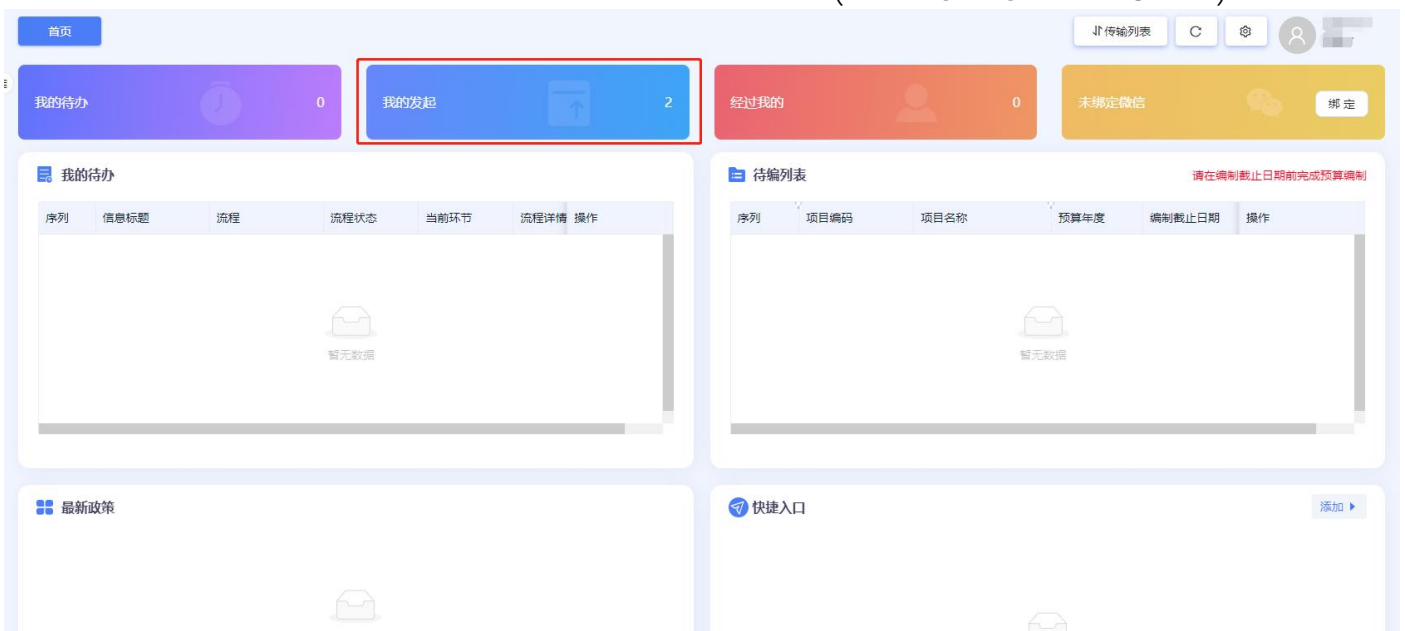 首页
传输列表
我的待办 0
我的发起 2
经过我的 0
未绑定微信 绑定
我的待办
序列 信息标题 流程 流程状态 当前环节 流程详情 操作
暂无数据
待编列表 请在编制截止日期前完成预算编制
序列 项目编码 项目名称 预算年度 编制截止日期 操作
暂无数据
最新政策
快捷入口 添加